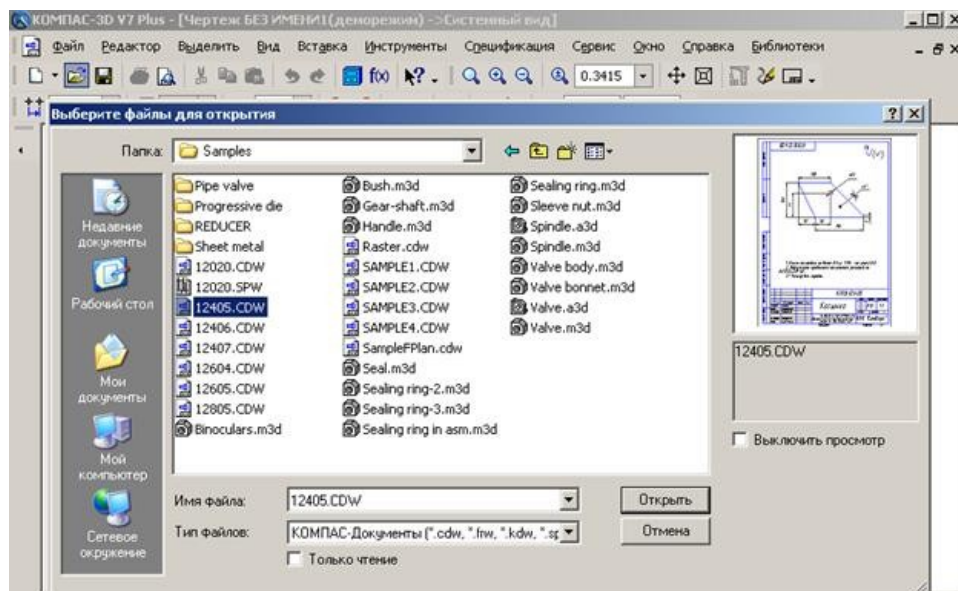 КОМПАС-3D V7 Plus - [Чертеж БЕЗ ИМЕНИ1(деморежим) ->Системный вид]
Файл Редактор Выделить Вид Вставка Инструменты Спецификация Сервис Окно Справка Библиотеки
f(x) 0.3415
Выберите файлы для открытия
Папка: Samples
Недавние документы
Рабочий стол
Мои документы
Мой компьютер
Сетевое окружение
Pipe valve
Progressive die
REDUCER
Sheet metal
12020.CDW
12020.SPW
12405.CDW
12406.CDW
12407.CDW
12604.CDW
12605.CDW
12805.CDW
Binoculars.m3d
Bush.m3d
Gear-shaft.m3d
Handle.m3d
Raster.cdw
SAMPLE1.CDW
SAMPLE2.CDW
SAMPLE3.CDW
SAMPLE4.CDW
SampleFPlan.cdw
Seal.m3d
Sealing ring-2.m3d
Sealing ring-3.m3d
Sealing ring in asm.m3d
Sealing ring.m3d
Sleeve nut.m3d
Spindle.a3d
Spindle.m3d
Valve body.m3d
Valve bonnet.m3d
Valve.a3d
Valve.m3d
12405.CDW
Выключить просмотр
Имя файла: 12405.CDW Открыть
Тип файлов: КОМПАС-Документы (*.cdw, *.frw, *.kdw, *.sp Отмена
Только чтение